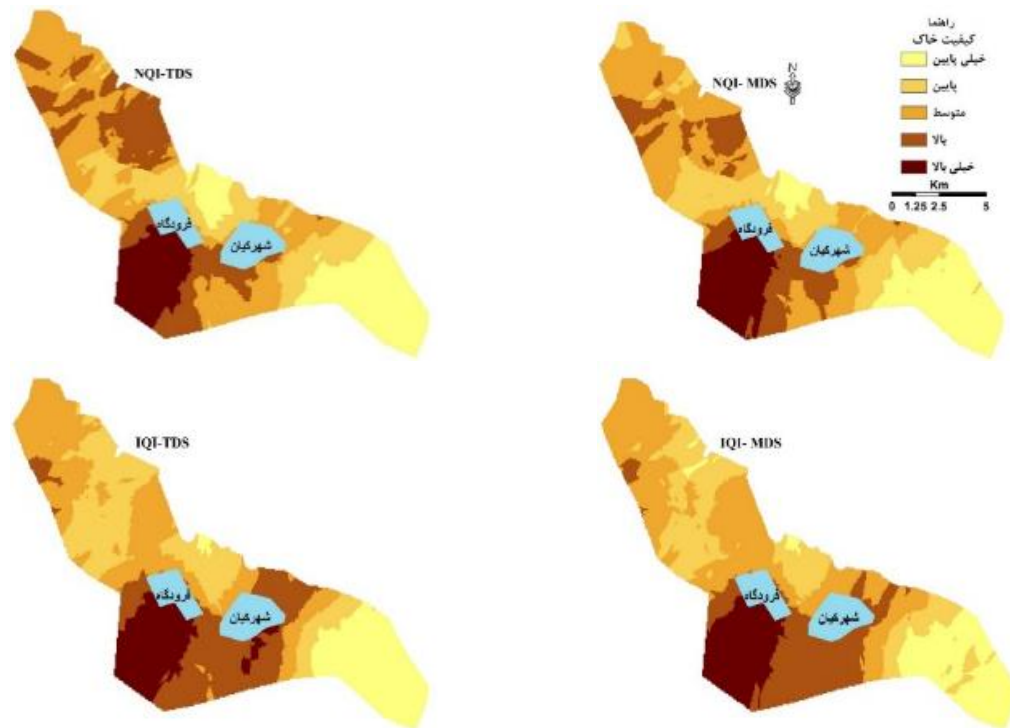 NQI-TDS
فرودگاه
شهرکیان
NQI- MDS
N
فرودگاه
شهرکیان
راهنما
کیفیت خاک
خیلی پایین
پایین
متوسط
بالا
خیلی بالا
Km
0 1.25 2.5 5
IQI-TDS
فرودگاه
شهرکیان
IQI- MDS
فرودگاه
شهرکیان